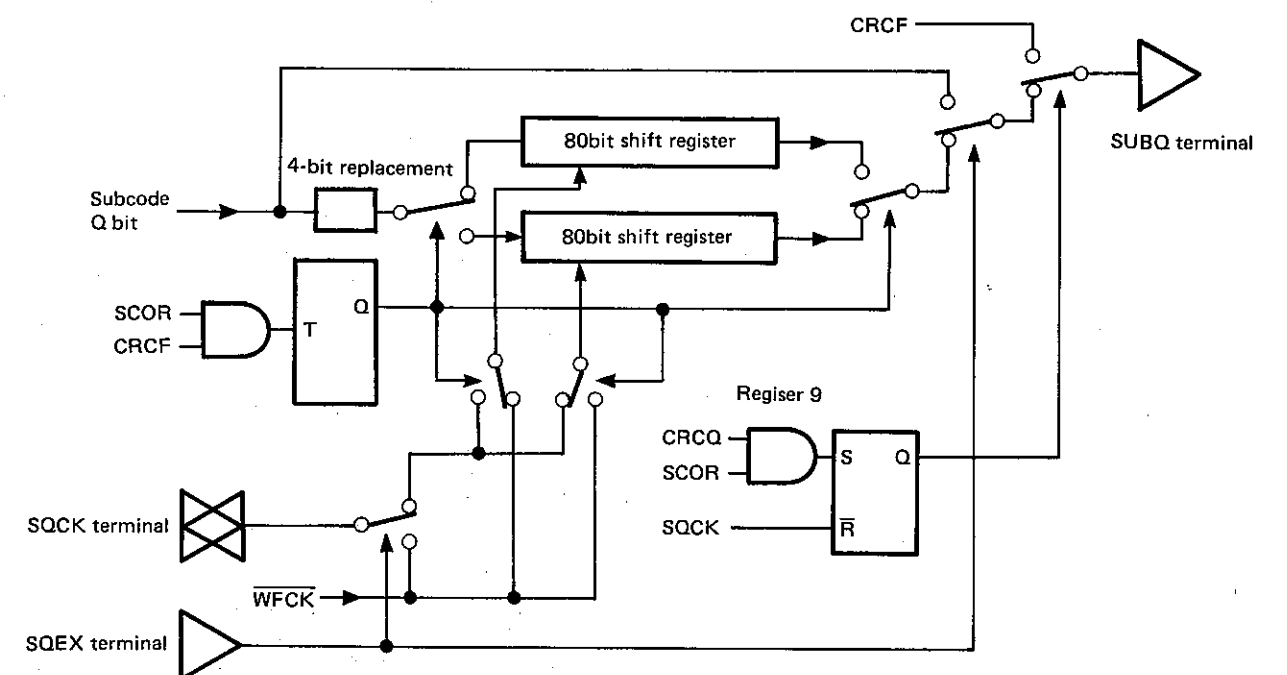 CRCF
80bit shift register
SUBQ terminal
4-bit replacement
Subcode
Q bit
80bit shift register
SCOR
CRCF
T
Q
Regiser 9
CRCQ
SCOR
S
Q
SQCK terminal
SQCK
R̅
W̅F̅C̅K̅
SQEX terminal